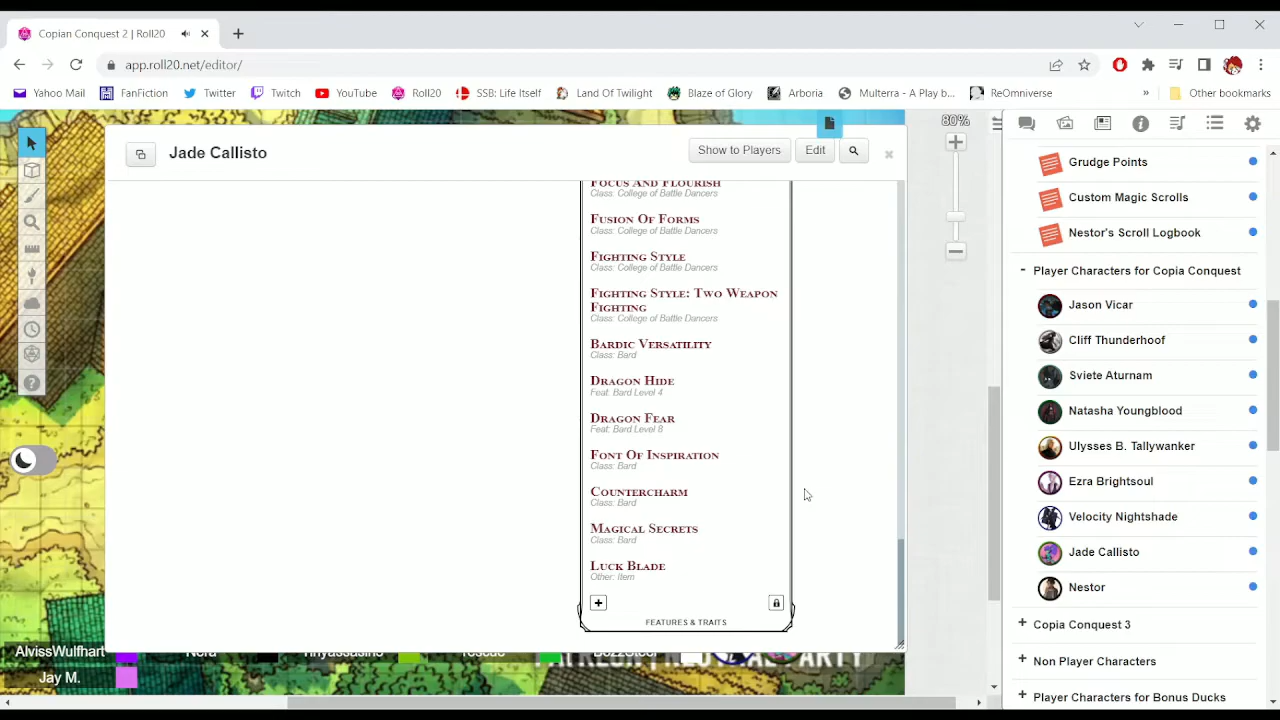 Copian Conquest 2 | Roll20
app.roll20.net/editor/
Yahoo Mail
FanFiction
Twitter
Twitch
YouTube
Roll20
SSB: Life Itself
Land Of Twilight
Blaze of Glory
Arboria
Multerra - A Play b...
ReOmniverse
»
Other bookmarks
Jade Callisto
Show to Players
Edit
80%
Focus And Flourish
Class: College of Battle Dancers
Fusion Of Forms
Class: College of Battle Dancers
Fighting Style
Class: College of Battle Dancers
Fighting Style: Two Weapon
Fighting
Class: College of Battle Dancers
Bardic Versatility
Class: Bard
Dragon Hide
Feat: Bard Level 4
Dragon Fear
Feat: Bard Level 8
Font Of Inspiration
Class: Bard
Countercharm
Class: Bard
Magical Secrets
Class: Bard
Luck Blade
Other: Item
FEATURES & TRAITS
Grudge Points
Custom Magic Scrolls
Nestor's Scroll Logbook
- Player Characters for Copia Conquest
Jason Vicar
Cliff Thunderhoof
Sviete Aturnam
Natasha Youngblood
Ulysses B. Tallywanker
Ezra Brightsoul
Velocity Nightshade
Jade Callisto
Nestor
+ Copia Conquest 3
+ Non Player Characters
+ Player Characters for Bonus Ducks
AlvissWulfhart
Jay M.